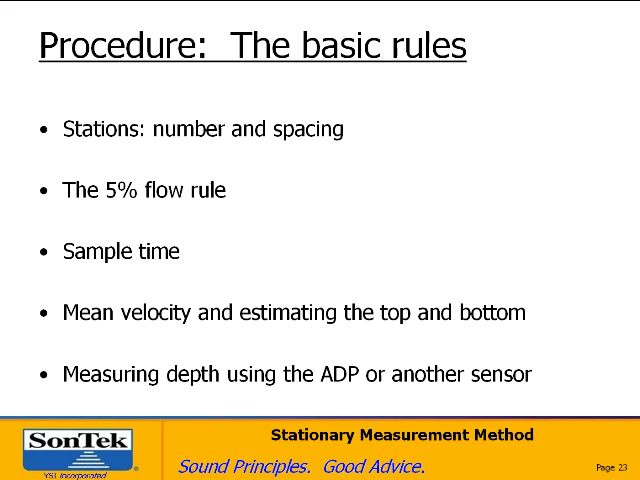 Procedure:  The basic rules
• Stations: number and spacing
• The 5% flow rule
• Sample time
• Mean velocity and estimating the top and bottom
• Measuring depth using the ADP or another sensor
Stationary Measurement Method
SonTek
YSI incorporated
Sound Principles.  Good Advice.
Page 23